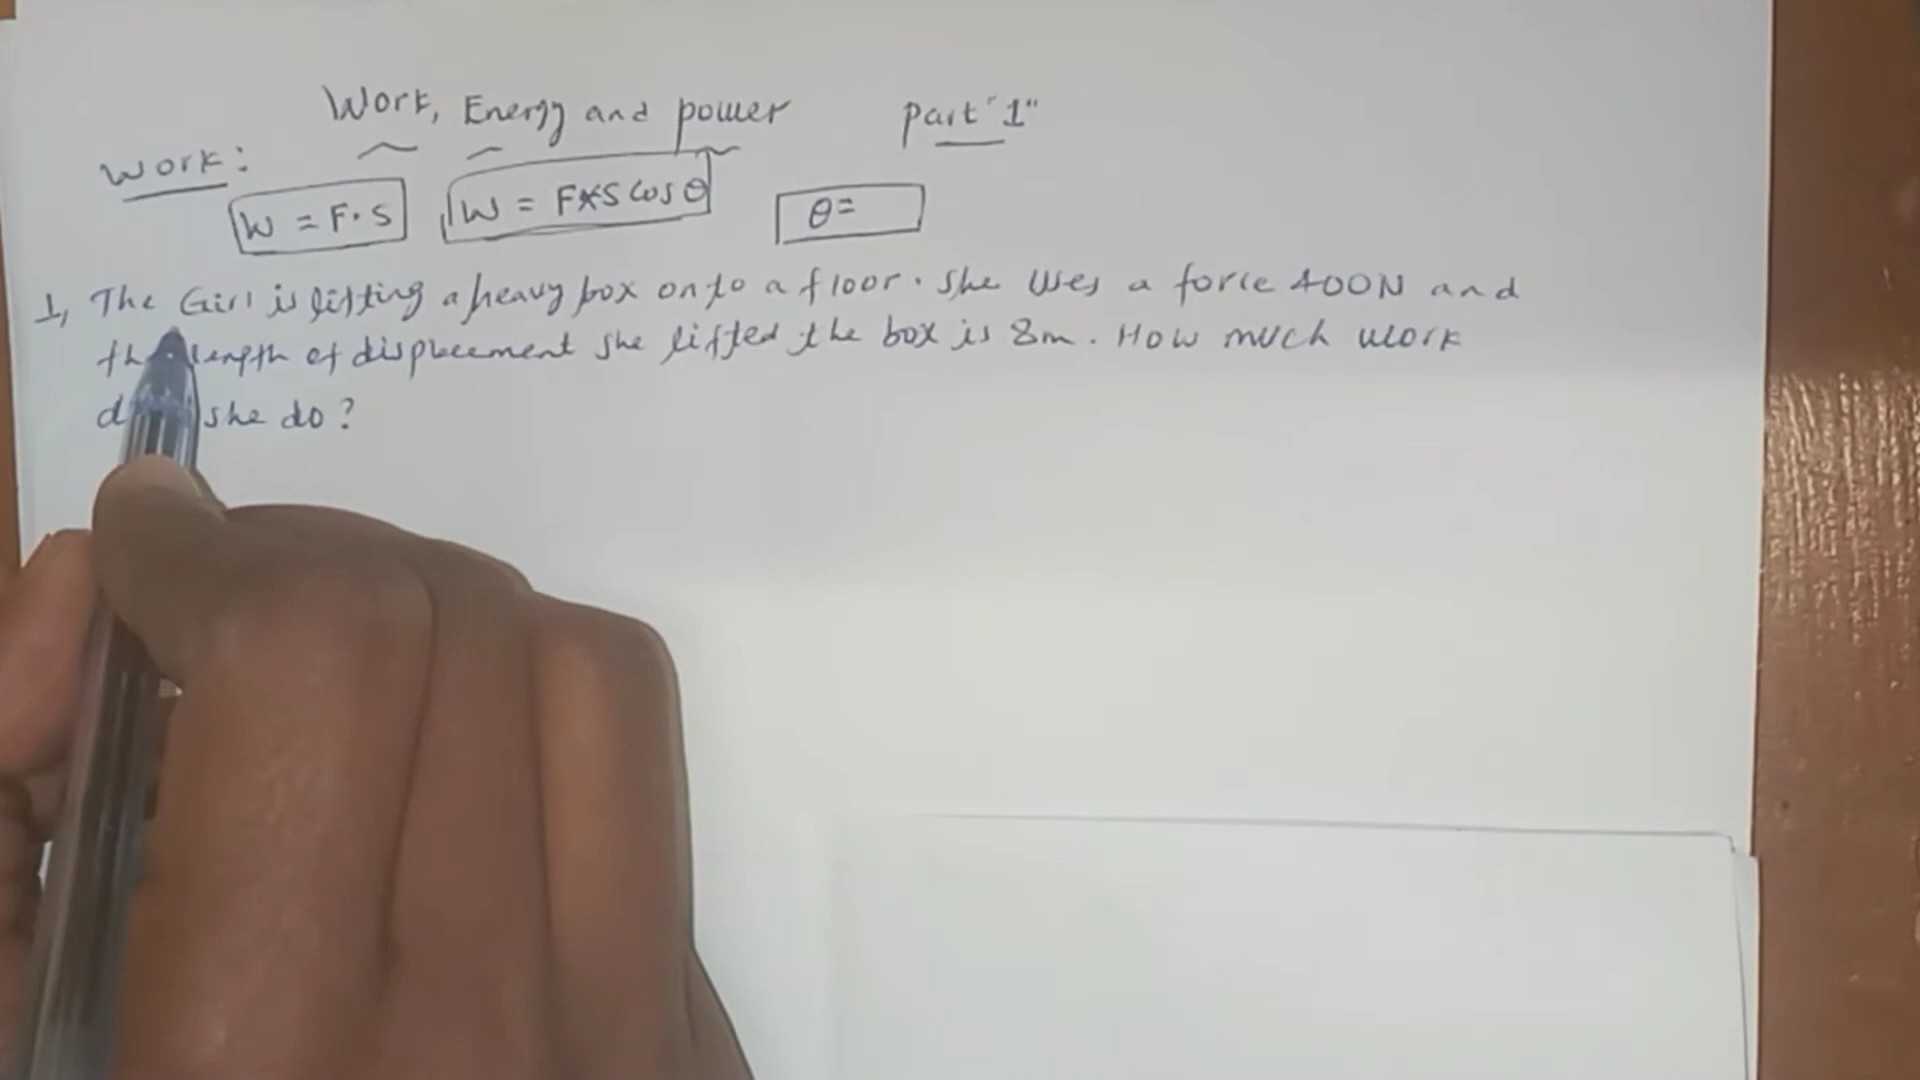 Work, Energy and power Part "1"
Work:
W = F·S W = F*S Cos θ θ=
1, The Girl is lifting a heavy box onto a floor. She Uses a force 400N and
length of displacement she lifted the box is 8m. How much work
she do?